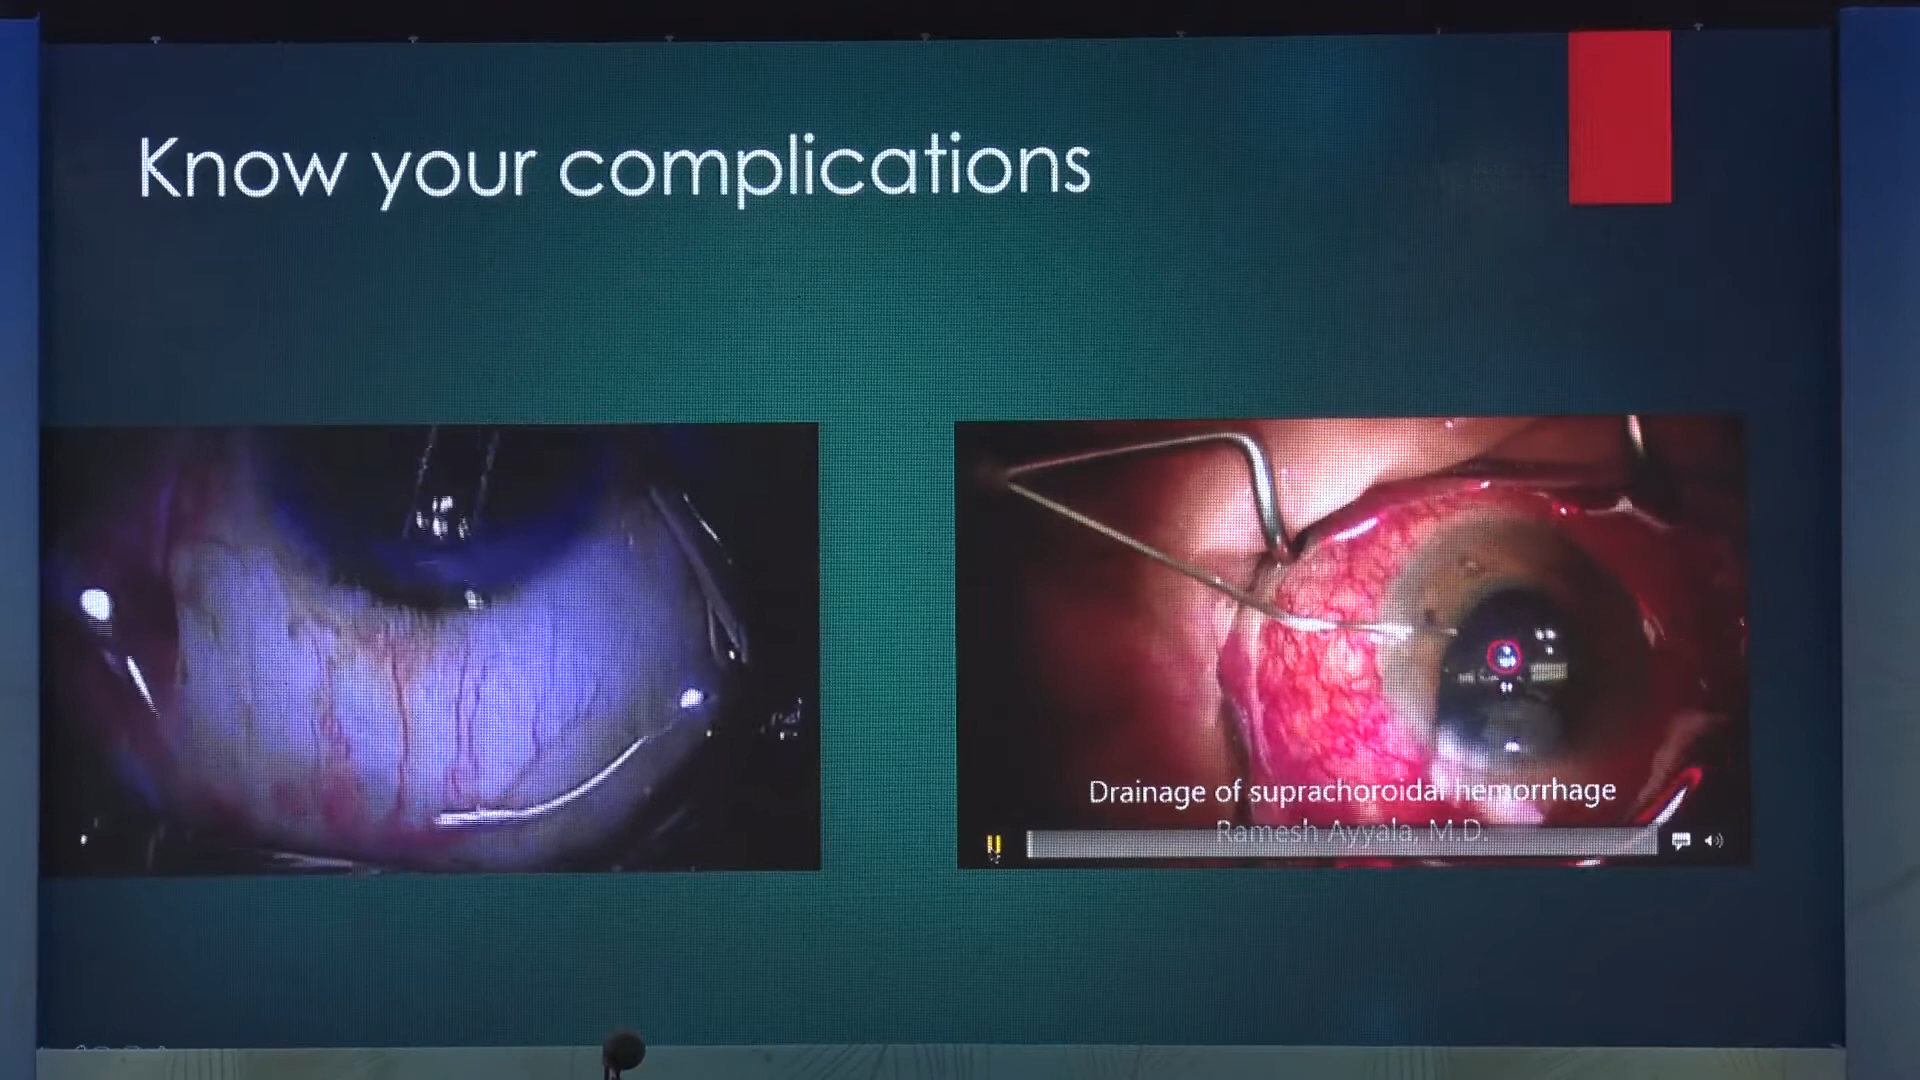 Know your complications
Drainage of suprachoroidal hemorrhage
Ramesh Ayyala, M.D.